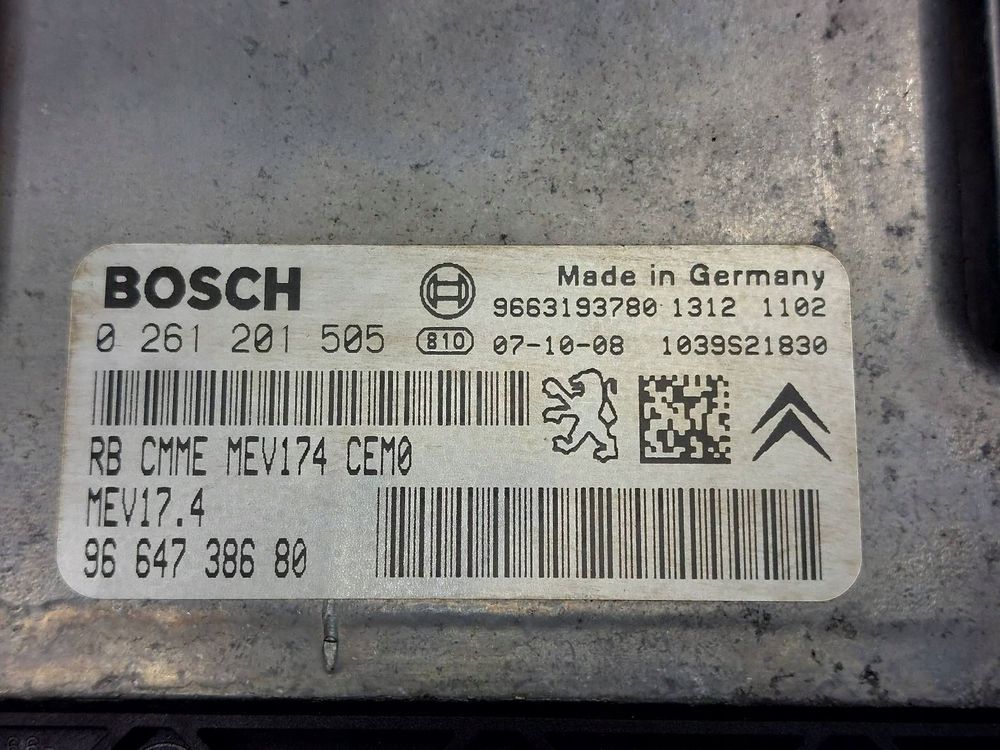 BOSCH
Made in Germany
9663193780 1312 1102
0 261 201 505
810
07-10-08 1039S21830
RB CMME MEV174 CEM0
MEV17.4
96 647 386 80